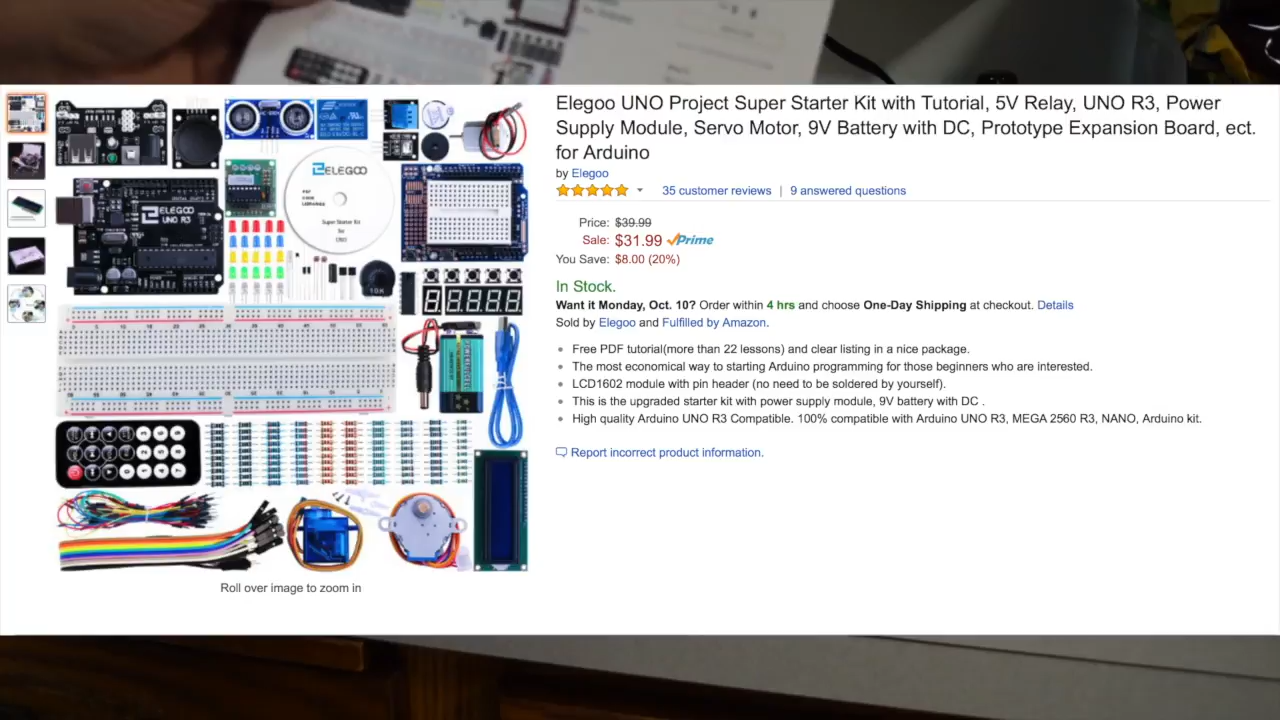 Elegoo UNO Project Super Starter Kit with Tutorial, 5V Relay, UNO R3, Power
Supply Module, Servo Motor, 9V Battery with DC, Prototype Expansion Board, ect.
for Arduino
by Elegoo
35 customer reviews | 9 answered questions
Price: $39.99
Sale: $31.99 Prime
You Save: $8.00 (20%)
In Stock.
Want it Monday, Oct. 10? Order within 4 hrs and choose One-Day Shipping at checkout. Details
Sold by Elegoo and Fulfilled by Amazon.
Free PDF tutorial(more than 22 lessons) and clear listing in a nice package.
The most economical way to starting Arduino programming for those beginners who are interested.
LCD1602 module with pin header (no need to be soldered by yourself).
This is the upgraded starter kit with power supply module, 9V battery with DC .
High quality Arduino UNO R3 Compatible. 100% compatible with Arduino UNO R3, MEGA 2560 R3, NANO, Arduino kit.
Report incorrect product information.
ELEGOO
Super Starter Kit
for
UNO
ELEGOO
UNO R3
10K
Roll over image to zoom in